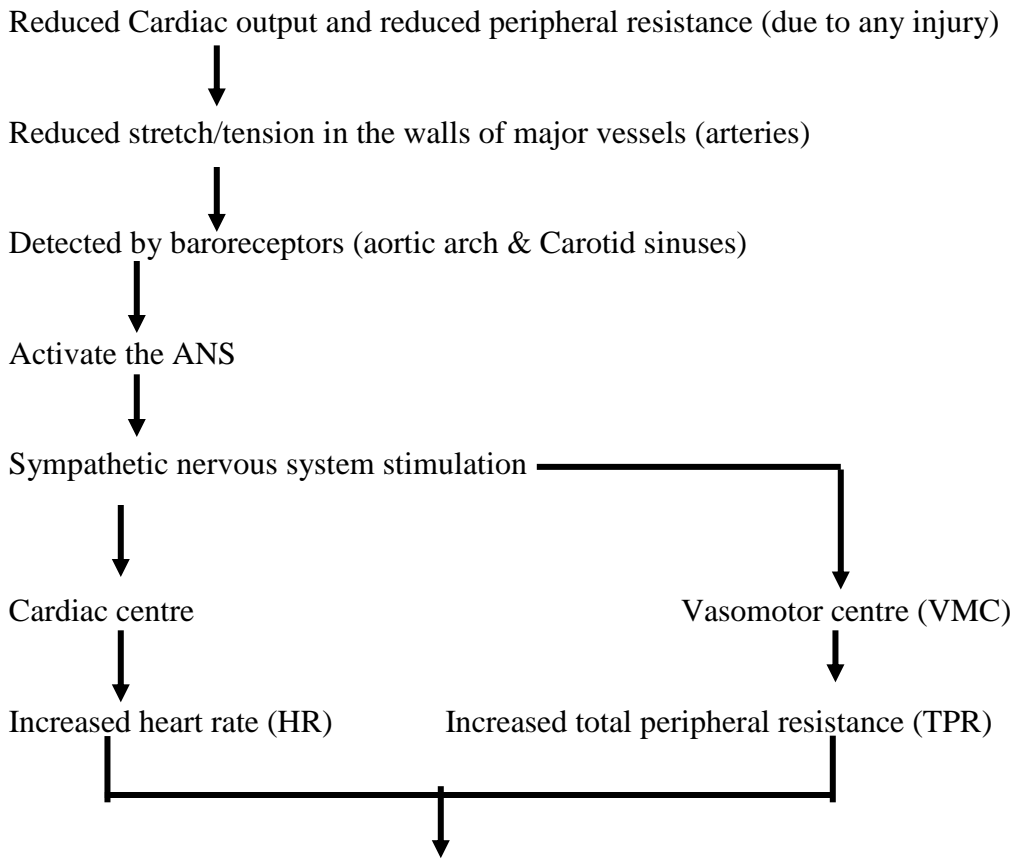 Reduced Cardiac output and reduced peripheral resistance (due to any injury)
Reduced stretch/tension in the walls of major vessels (arteries)
Detected by baroreceptors (aortic arch & Carotid sinuses)
Activate the ANS
Sympathetic nervous system stimulation
Cardiac centre
Vasomotor centre (VMC)
Increased heart rate (HR)
Increased total peripheral resistance (TPR)